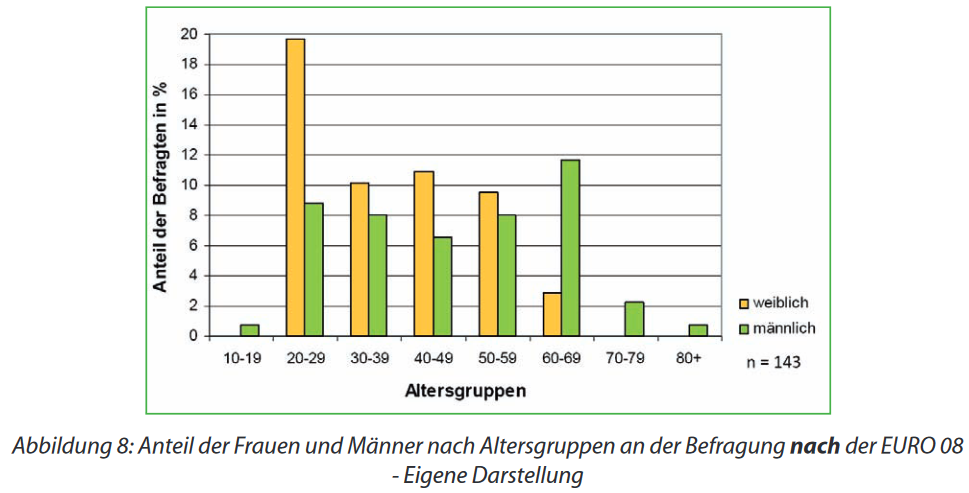 20
18
16
14
12
10
8
6
4
2
0
Anteil der Befragten in %
10-19 20-29 30-39 40-49 50-59 60-69 70-79 80+
Altersgruppen
weiblich
männlich
n = 143
Abbildung 8: Anteil der Frauen und Männer nach Altersgruppen an der Befragung nach der EURO 08
- Eigene Darstellung